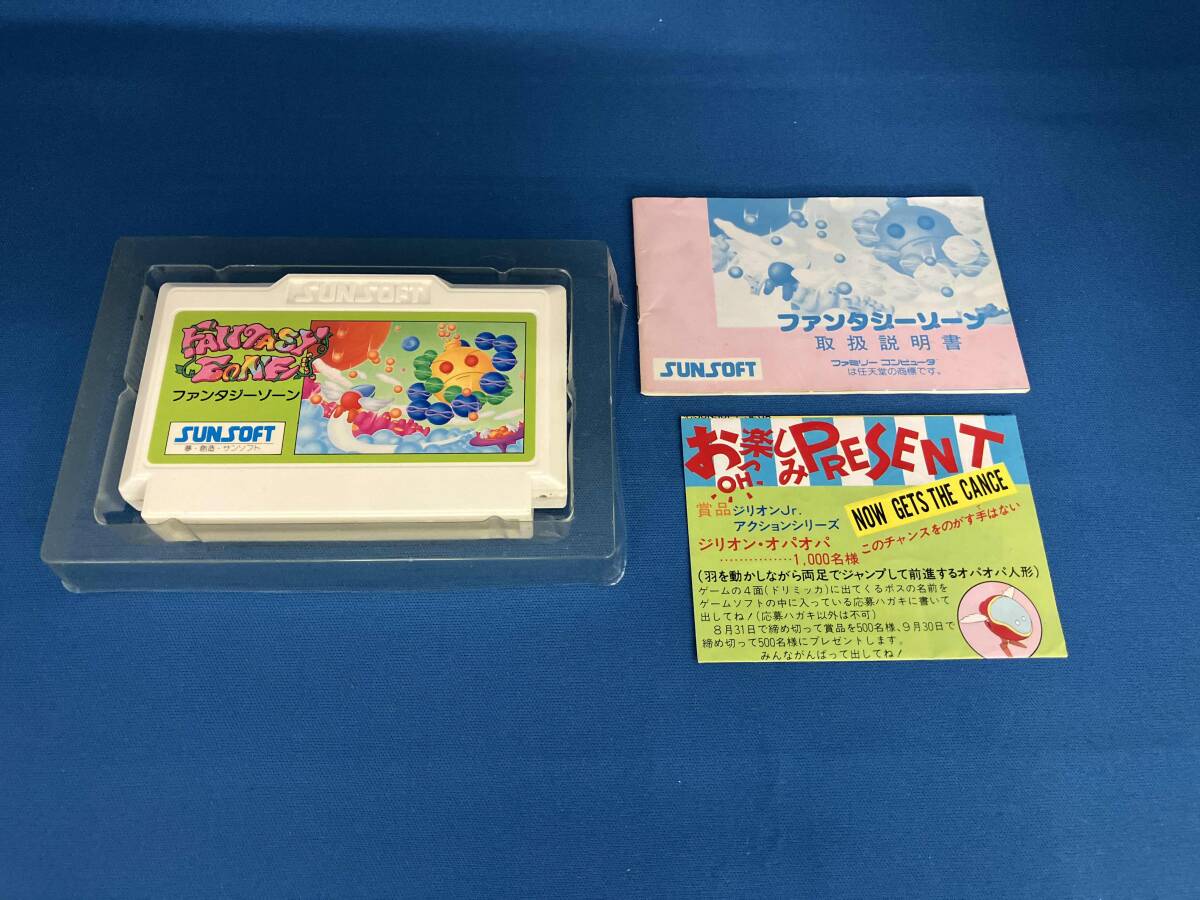 SUNSOFT
FANTASY
ZONE
ファンタジーゾーン
SUNSOFT
夢・創造・サンソフト
ファンタジーゾーン
取扱説明書
SUNSOFT
ファミリー コンピュータ
は任天堂の商標です。
お楽しみPRESENT
OH!
NOW GETS THE CANCE
賞品ジリオンJr.
アクションシリーズ
このチャンスをのがす手はない
ジリオン・オパオパ
……………1,000名様
(羽を動かしながら両足でジャンプして前進するオパオパ人形)
ゲームの4面(ドリミッカ)に出てくるボスの名前を
ゲームソフトの中に入っている応募ハガキに書いて
出してね!(応募ハガキ以外は不可)
8月31日で締め切って賞品を500名様、9月30日で
締め切って500名様にプレゼントします。
みんながんばって出してね!